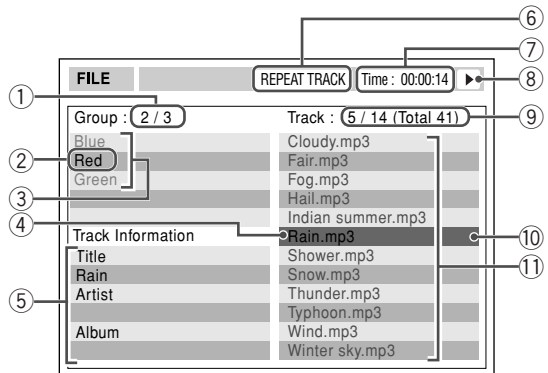 ⑥
⑦
FILE REPEAT TRACK Time : 00:00:14 ⑧
①
Group : 2 / 3 Track : 5 / 14 (Total 41) ⑨
Blue Cloudy.mp3
② Red Fair.mp3
Green Fog.mp3
③ Hail.mp3
④ Indian summer.mp3
Track Information Rain.mp3 ⑩
Title Shower.mp3 ⑪
Rain Snow.mp3
⑤ Artist Thunder.mp3
Typhoon.mp3
Album Wind.mp3
Winter sky.mp3